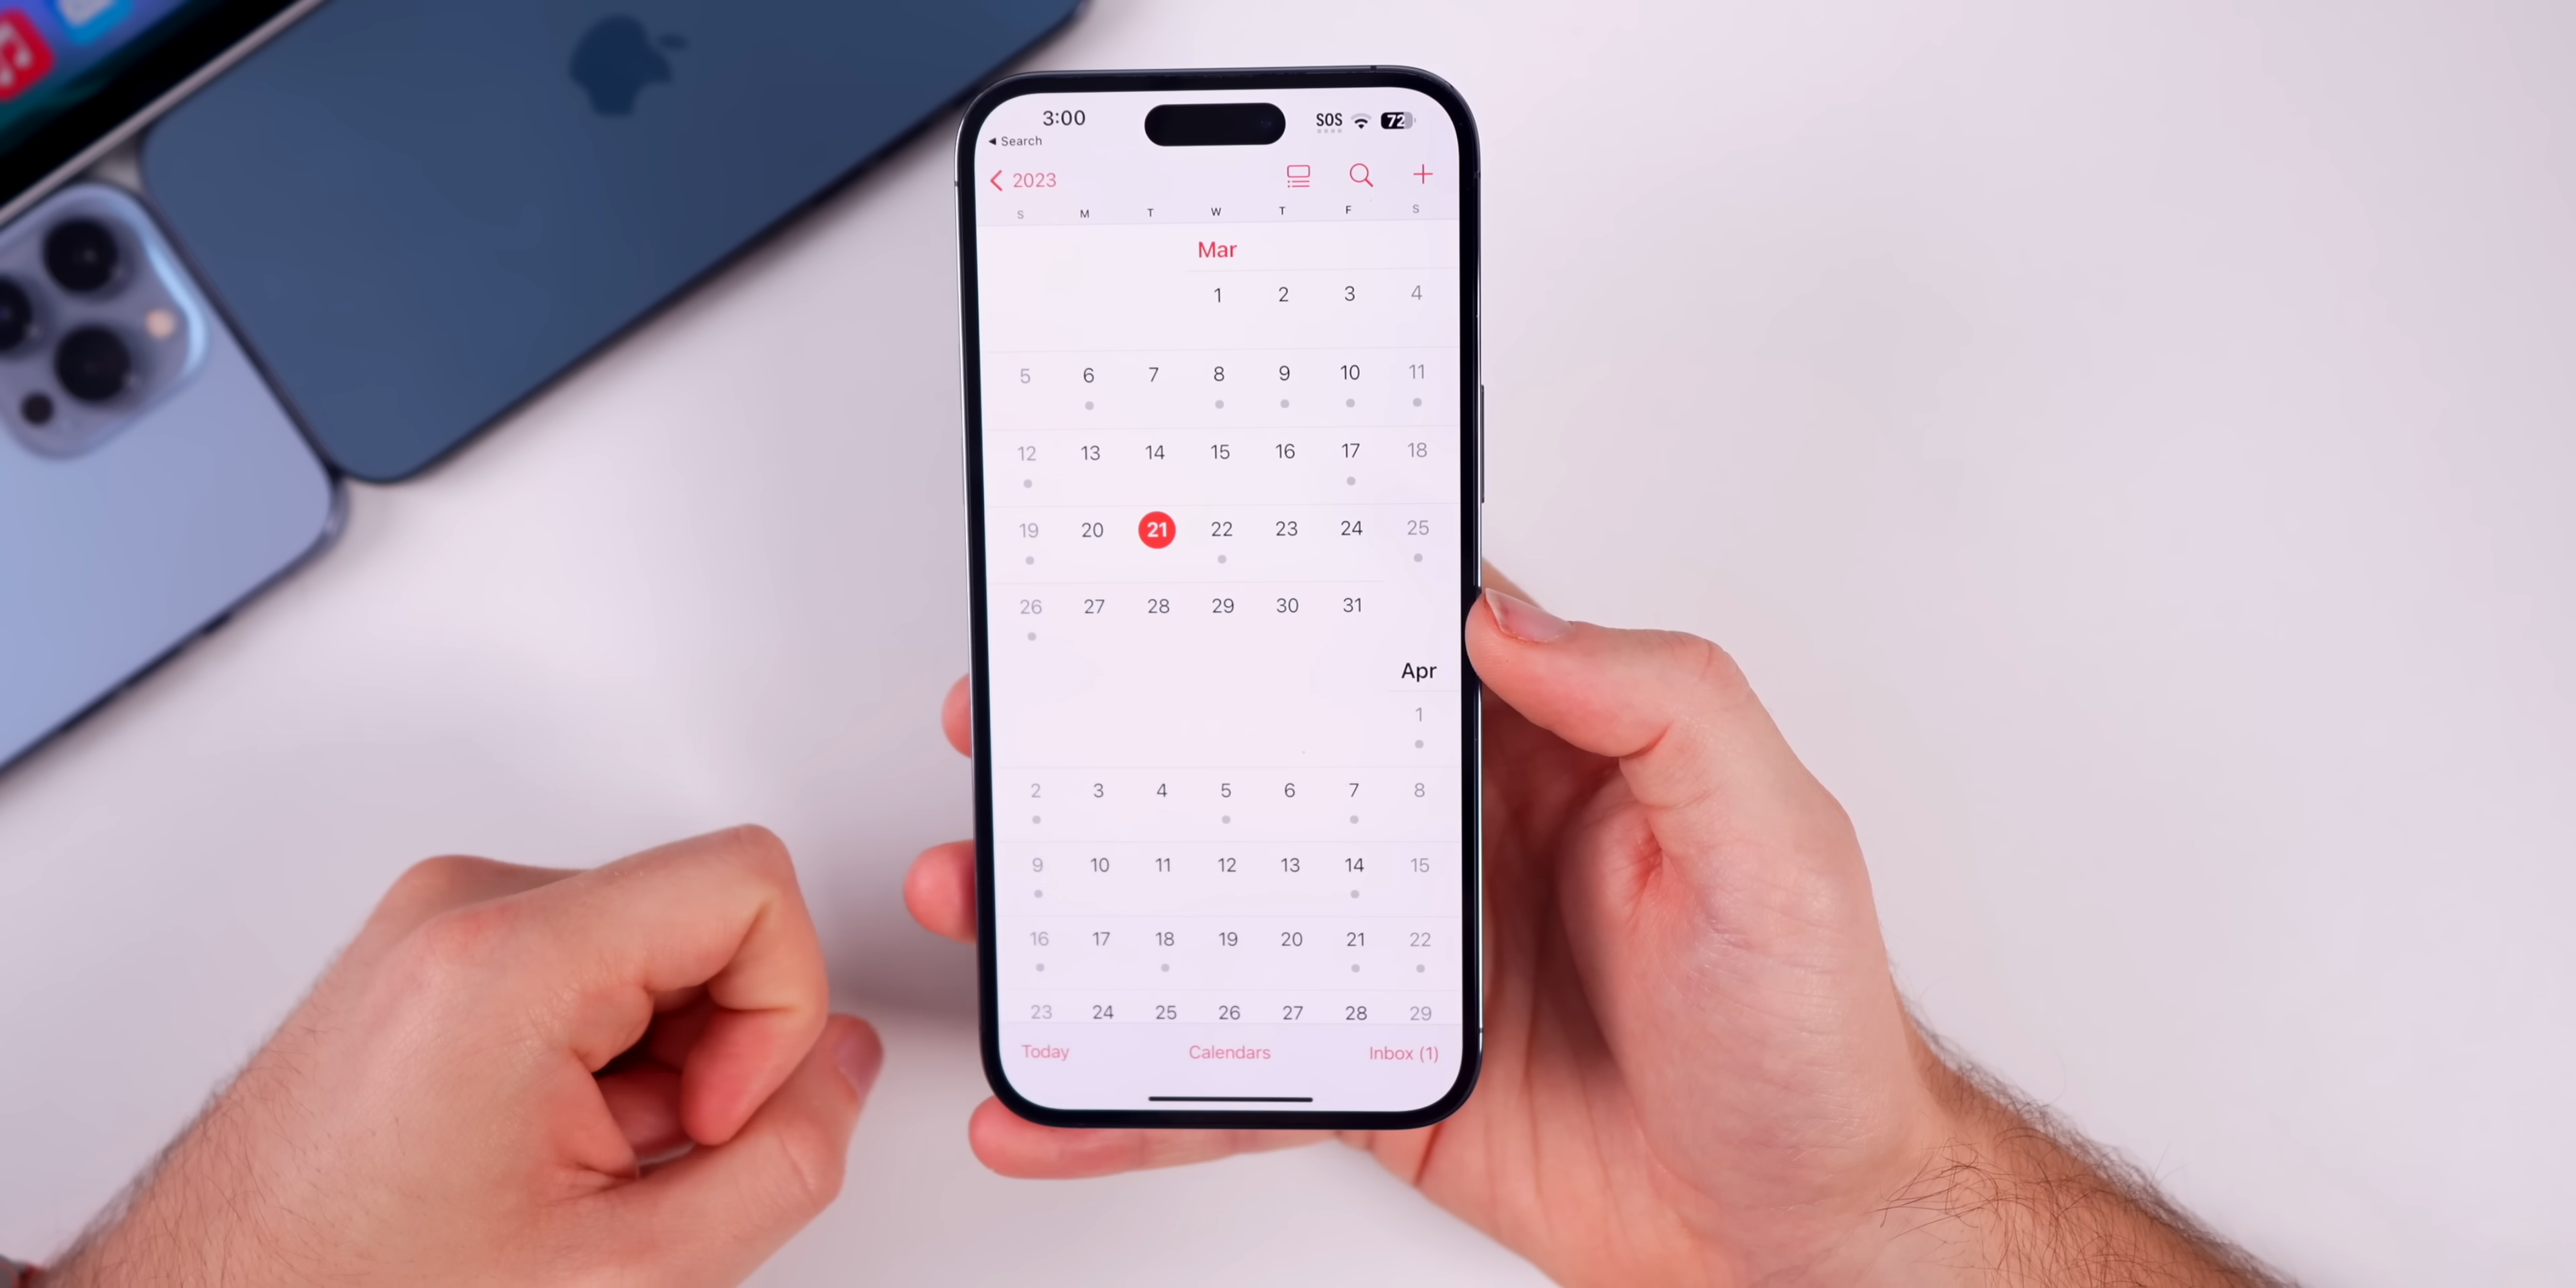 3:00 SOS 72
◀ Search
2023
S M T W T F S
Mar
1 2 3 4
5 6 7 8 9 10 11
12 13 14 15 16 17 18
19 20 21 22 23 24 25
26 27 28 29 30 31
Apr
1
2 3 4 5 6 7 8
9 10 11 12 13 14 15
16 17 18 19 20 21 22
23 24 25 26 27 28 29
Today Calendars Inbox (1)